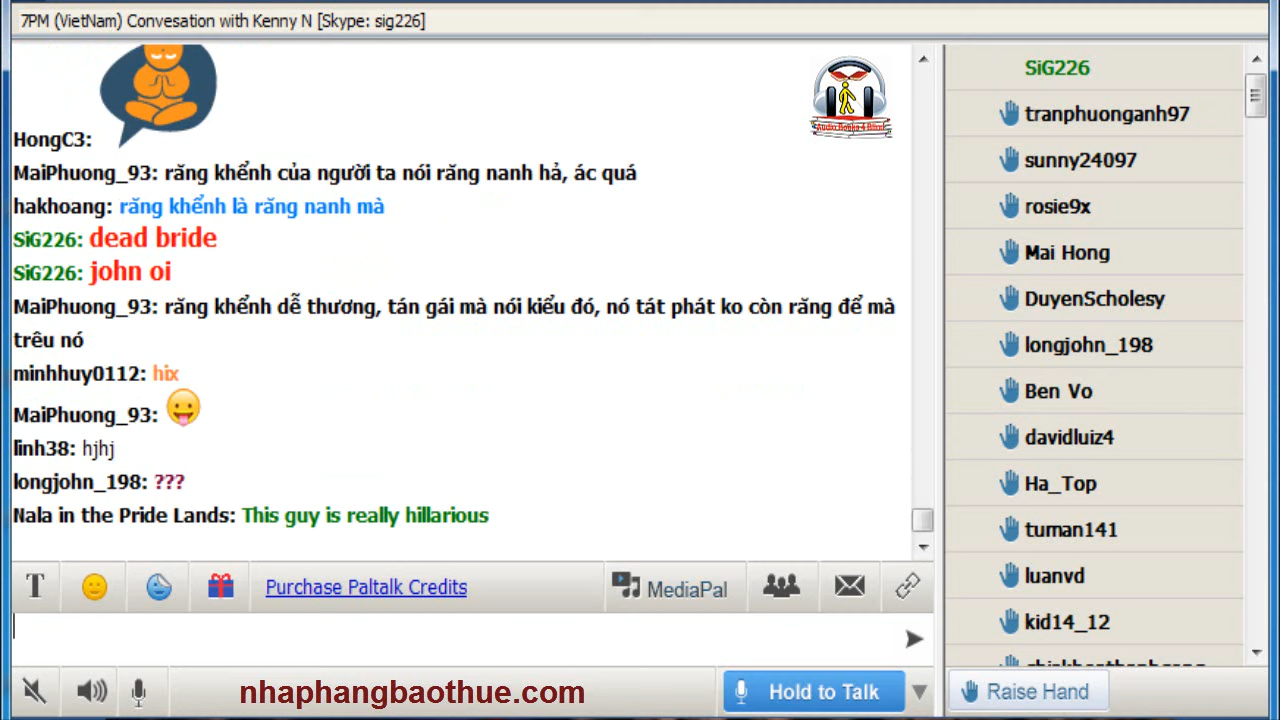 7PM (VietNam) Convesation with Kenny N [Skype: sig226]
HongC3:
MaiPhuong_93: răng khểnh của người ta nói răng nanh hả, ác quá
hakhoang: răng khểnh là răng nanh mà
SiG226: dead bride
SiG226: john oi
MaiPhuong_93: răng khểnh dễ thương, tán gái mà nói kiểu đó, nó tát phát ko còn răng để mà
trêu nó
minhhuy0112: hix
MaiPhuong_93:
linh38: hjhj
longjohn_198: ???
Nala in the Pride Lands: This guy is really hillarious
T
Purchase Paltalk Credits
MediaPal
nhaphangbaothue.com
Hold to Talk
SiG226
tranphuonganh97
sunny24097
rosie9x
Mai Hong
DuyenScholesy
longjohn_198
Ben Vo
davidluiz4
Ha_Top
tuman141
luanvd
kid14_12
Raise Hand